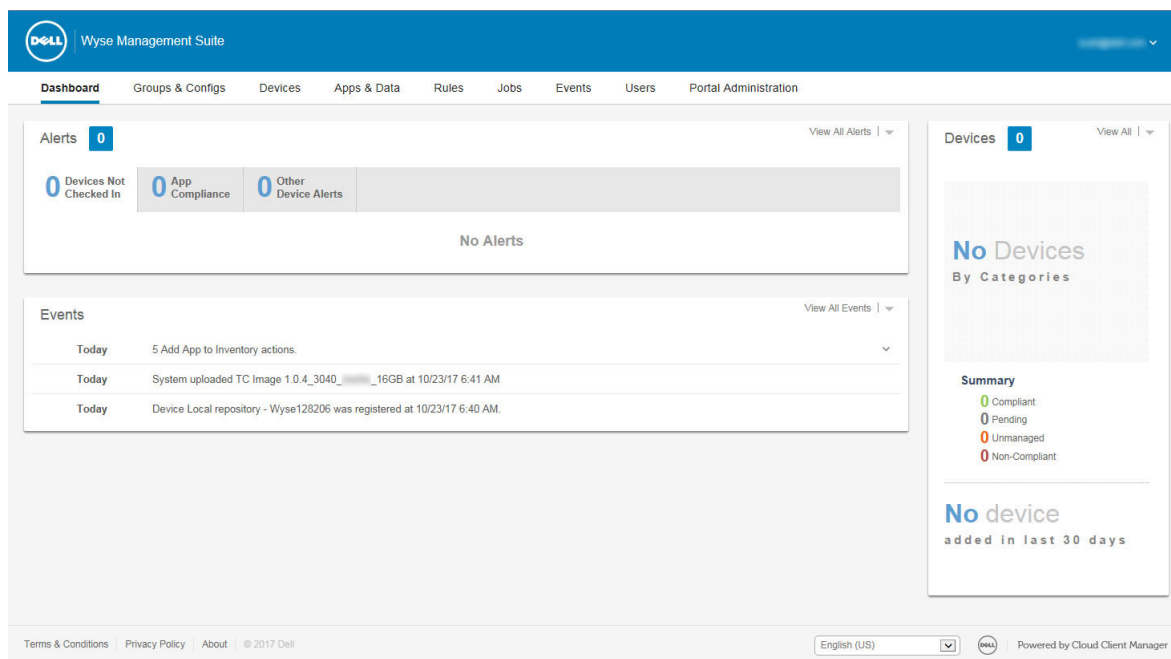 DELL
Wyse Management Suite
Dashboard Groups & Configs Devices Apps & Data Rules Jobs Events Users Portal Administration
Alerts 0
View All Alerts
0 Devices Not Checked In
0 App Compliance
0 Other Device Alerts
No Alerts
Events
View All Events
Today 5 Add App to Inventory actions.
Today System uploaded TC Image 1.0.4_3040_ _16GB at 10/23/17 6:41 AM
Today Device Local repository - Wyse128206 was registered at 10/23/17 6:40 AM.
Devices 0
View All
No Devices
By Categories
Summary
0 Compliant
0 Pending
0 Unmanaged
0 Non-Compliant
No device
added in last 30 days
Terms & Conditions Privacy Policy About © 2017 Dell
English (US)
DELL
Powered by Cloud Client Manager